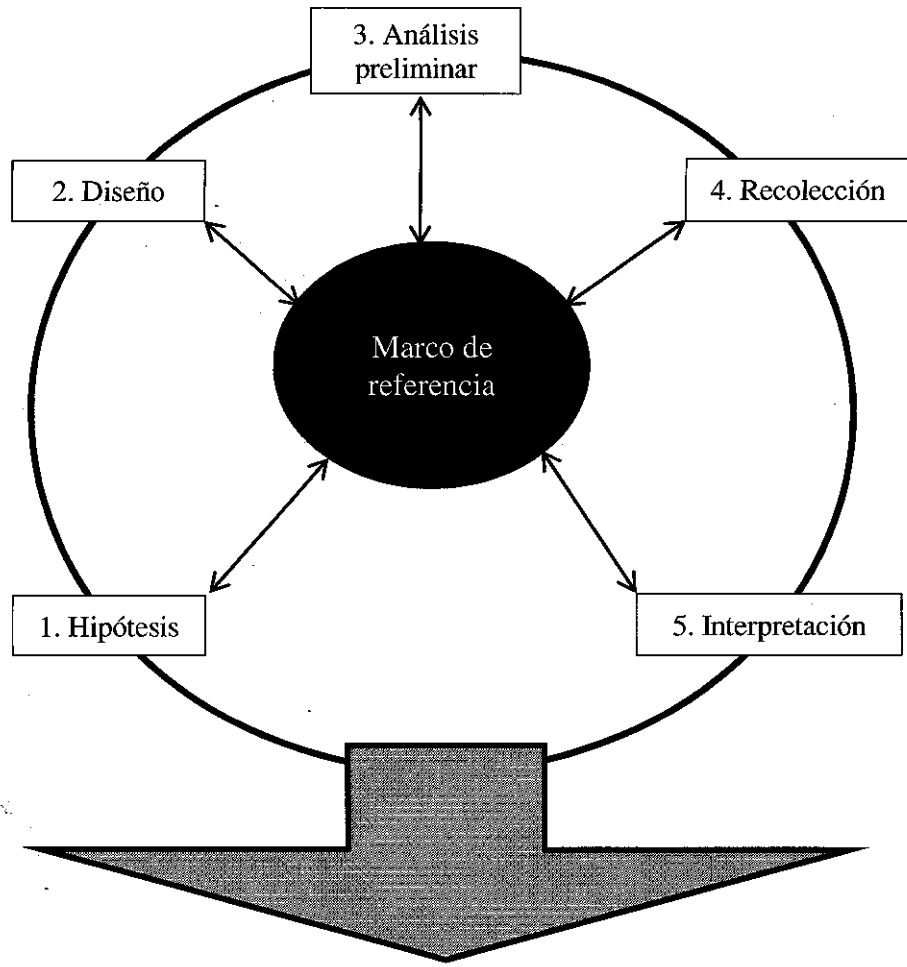 3. Análisis
preliminar
2. Diseño
4. Recolección
Marco de
referencia
1. Hipótesis
5. Interpretación